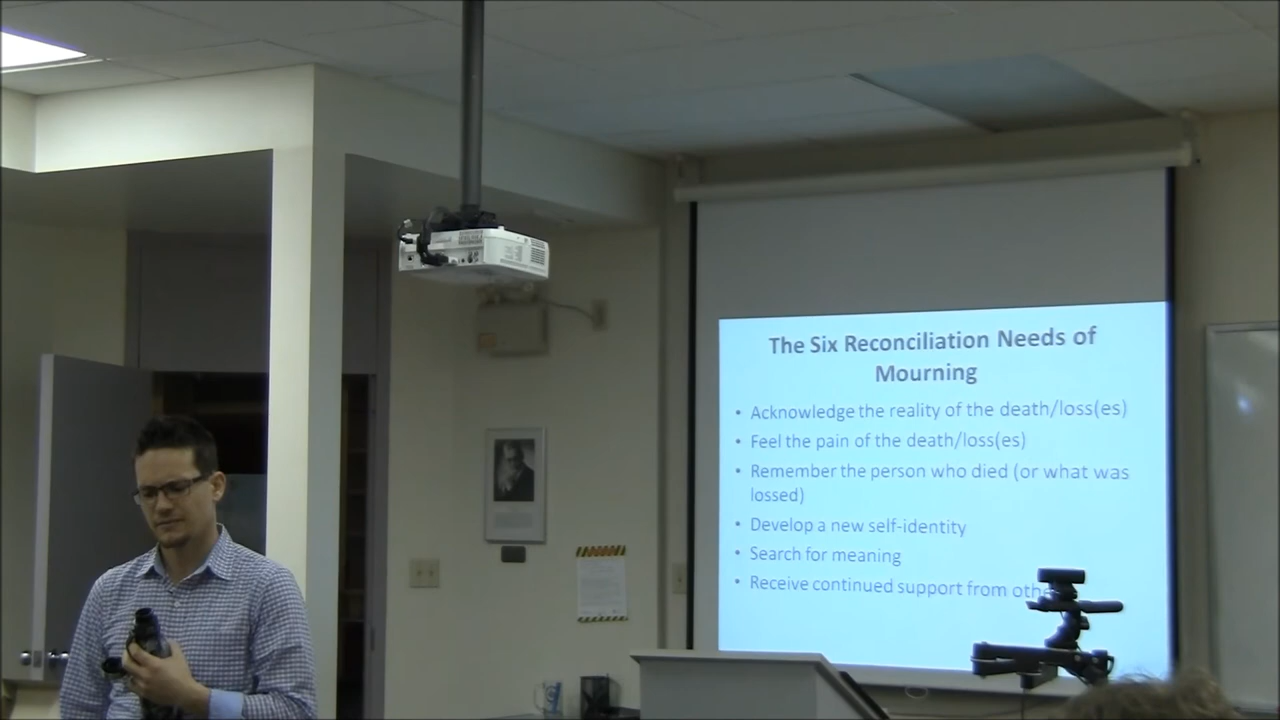 The Six Reconciliation Needs of
Mourning
• Acknowledge the reality of the death/loss(es)
• Feel the pain of the death/loss(es)
• Remember the person who died (or what was
lossed)
• Develop a new self-identity
• Search for meaning
• Receive continued support from